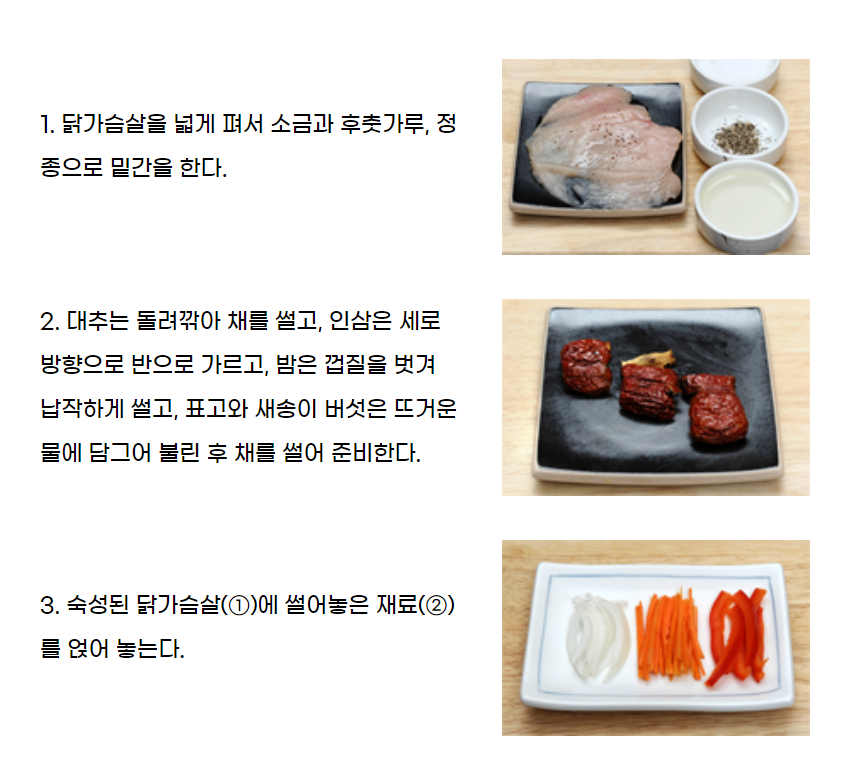 1. 닭가슴살을 넓게 펴서 소금과 후춧가루, 정
종으로 밑간을 한다.
2. 대추는 돌려깎아 채를 썰고, 인삼은 세로
방향으로 반으로 가르고, 밤은 껍질을 벗겨
납작하게 썰고, 표고와 새송이 버섯은 뜨거운
물에 담그어 불린 후 채를 썰어 준비한다.
3. 숙성된 닭가슴살(①)에 썰어놓은 재료(②)
를 얹어 놓는다.